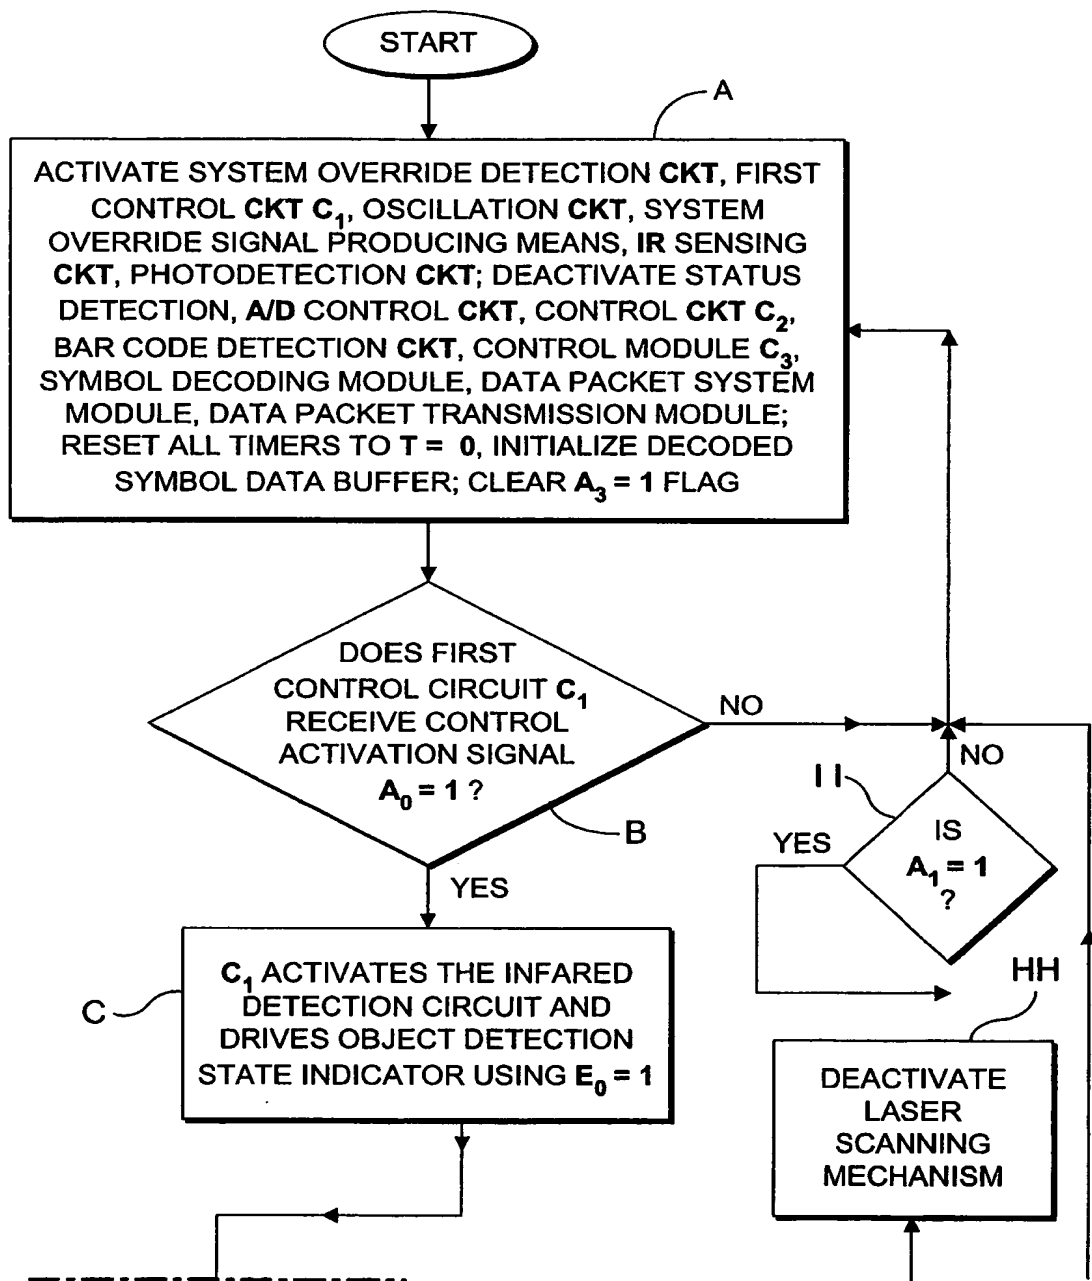 START
A
ACTIVATE SYSTEM OVERRIDE DETECTION CKT, FIRST
CONTROL CKT C1, OSCILLATION CKT, SYSTEM
OVERRIDE SIGNAL PRODUCING MEANS, IR SENSING
CKT, PHOTODETECTION CKT; DEACTIVATE STATUS
DETECTION, A/D CONTROL CKT, CONTROL CKT C2,
BAR CODE DETECTION CKT, CONTROL MODULE C3,
SYMBOL DECODING MODULE, DATA PACKET SYSTEM
MODULE, DATA PACKET TRANSMISSION MODULE;
RESET ALL TIMERS TO T = 0, INITIALIZE DECODED
SYMBOL DATA BUFFER; CLEAR A3 = 1 FLAG
DOES FIRST
CONTROL CIRCUIT C1
RECEIVE CONTROL
ACTIVATION SIGNAL
A0 = 1 ?
NO
B
YES
NO
I I
YES
IS
A1 = 1
?
C
C1 ACTIVATES THE INFARED
DETECTION CIRCUIT AND
DRIVES OBJECT DETECTION
STATE INDICATOR USING E0 = 1
HH
DEACTIVATE
LASER
SCANNING
MECHANISM